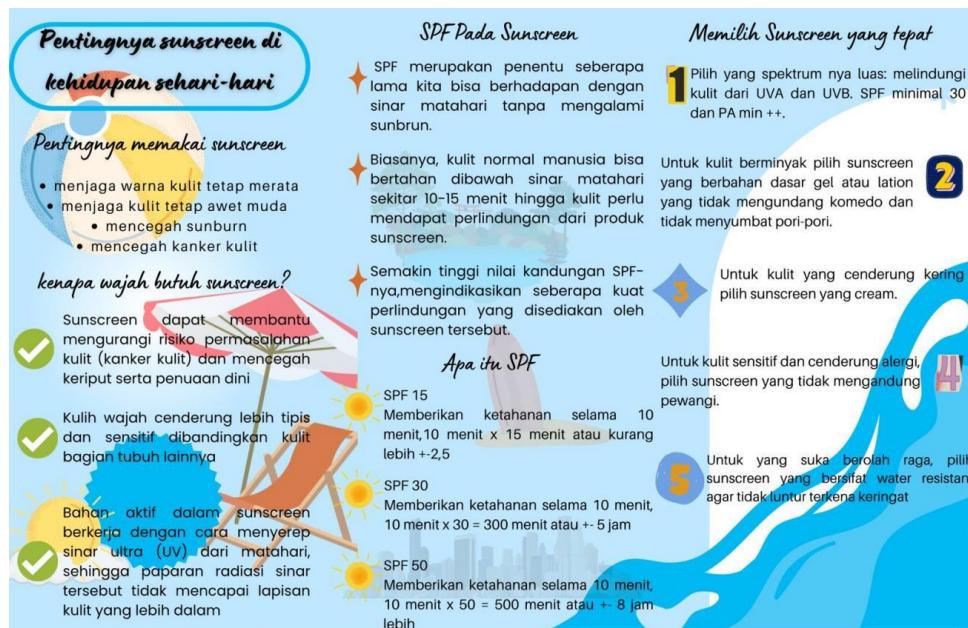 Pentingnya sunscreen di
kehidupan sehari-hari
Pentingnya memakai sunscreen
menjaga warna kulit tetap merata
menjaga kulit tetap awet muda
mencegah sunburn
mencegah kanker kulit
kenapa wajah butuh sunscreen?
Sunscreen dapat membantu
mengurangi risiko permasalahan
kulit (kanker kulit) dan mencegah
keriput serta penuaan dini
Kulih wajah cenderung lebih tipis
dan sensitif dibandingkan kulit
bagian tubuh lainnya
Bahan aktif dalam sunscreen
berkerja dengan cara menyerep
sinar ultra (UV) dari matahari,
sehingga paparan radiasi sinar
tersebut tidak mencapai lapisan
kulit yang lebih dalam
SPF Pada Sunscreen
SPF merupakan penentu seberapa
lama kita bisa berhadapan dengan
sinar matahari tanpa mengalami
sunbrun.
Biasanya, kulit normal manusia bisa
bertahan dibawah sinar matahari
sekitar 10-15 menit hingga kulit perlu
mendapat perlindungan dari produk
sunscreen.
Semakin tinggi nilai kandungan SPF-
nya,mengindikasikan seberapa kuat
perlindungan yang disediakan oleh
sunscreen tersebut.
Apa itu SPF
SPF 15
Memberikan ketahanan selama 10
menit,10 menit x 15 menit atau kurang
lebih +-2,5
SPF 30
Memberikan ketahanan selama 10 menit,
10 menit x 30 = 300 menit atau +- 5 jam
SPF 50
Memberikan ketahanan selama 10 menit,
10 menit x 50 = 500 menit atau +- 8 jam
lebih
Memilih Sunscreen yang tepat
1
Pilih yang spektrum nya luas: melindungi
kulit dari UVA dan UVB. SPF minimal 30
dan PA min ++.
Untuk kulit berminyak pilih sunscreen
yang berbahan dasar gel atau lation
yang tidak mengundang komedo dan
tidak menyumbat pori-pori.
2
3
Untuk kulit yang cenderung kering
pilih sunscreen yang cream.
Untuk kulit sensitif dan cenderung alergi,
pilih sunscreen yang tidak mengandung
pewangi.
4
5
Untuk yang suka berolah raga, pilih
sunscreen yang bersifat water resistan
agar tidak luntur terkena keringat